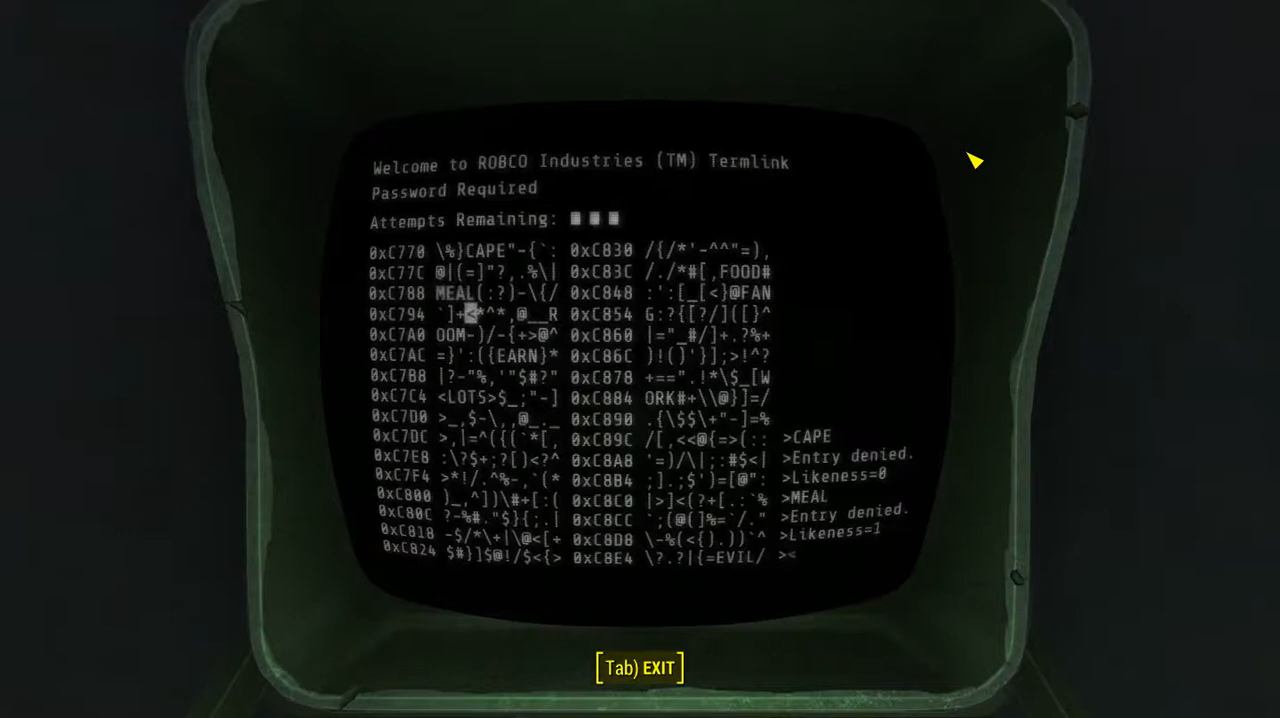 Welcome to ROBCO Industries (TM) Termlink
Password Required
Attempts Remaining: ■ ■ ■
0xC770 \%}CAPE"-{`: 0xC830 /{/*'-^^"=),
0xC77C @|(=]"?,.%\| 0xC83C /./*#[,FOOD#
0xC788 MEAL(:?)-\{/ 0xC848 :':[_[<}@FAN
0xC794 `]+<*^*,@__R 0xC854 G:?{[?/]([}^
0xC7A0 OOM-)/-{+>@^ 0xC860 |="_#/]+.?%+
0xC7AC =}':({EARN}* 0xC86C )!()'}];>!^?
0xC7B8 |?-"%,'"$#?" 0xC878 +==".!*\$_[W
0xC7C4 <LOTS>$_;"-] 0xC884 ORK#+\\@}]=/
0xC7D0 >_,$-\,,@_._ 0xC890 .{\$$\+"-]=%
0xC7DC >,|=^({(`*[, 0xC89C /[,<<@{=>(:: >CAPE
0xC7E8 :\?$+;?[)<?^ 0xC8A8 '=)/\|;:#$<| >Entry denied.
0xC7F4 >*!/.^%-,`(* 0xC8B4 ;].;$')=[@": >Likeness=0
0xC800 )_,^])\#+[:( 0xC8C0 |>]<(?+[.:`% >MEAL
0xC80C ?-%#."$}{;.| 0xC8CC `;(@(]%=`/." >Entry denied.
0xC818 -$/*\+|\@<[+ 0xC8D8 \-%(<{).))`^ >Likeness=1
0xC824 $#}]$@!/$<{> 0xC8E4 \?.?|{=EVIL/ ><
Tab) EXIT